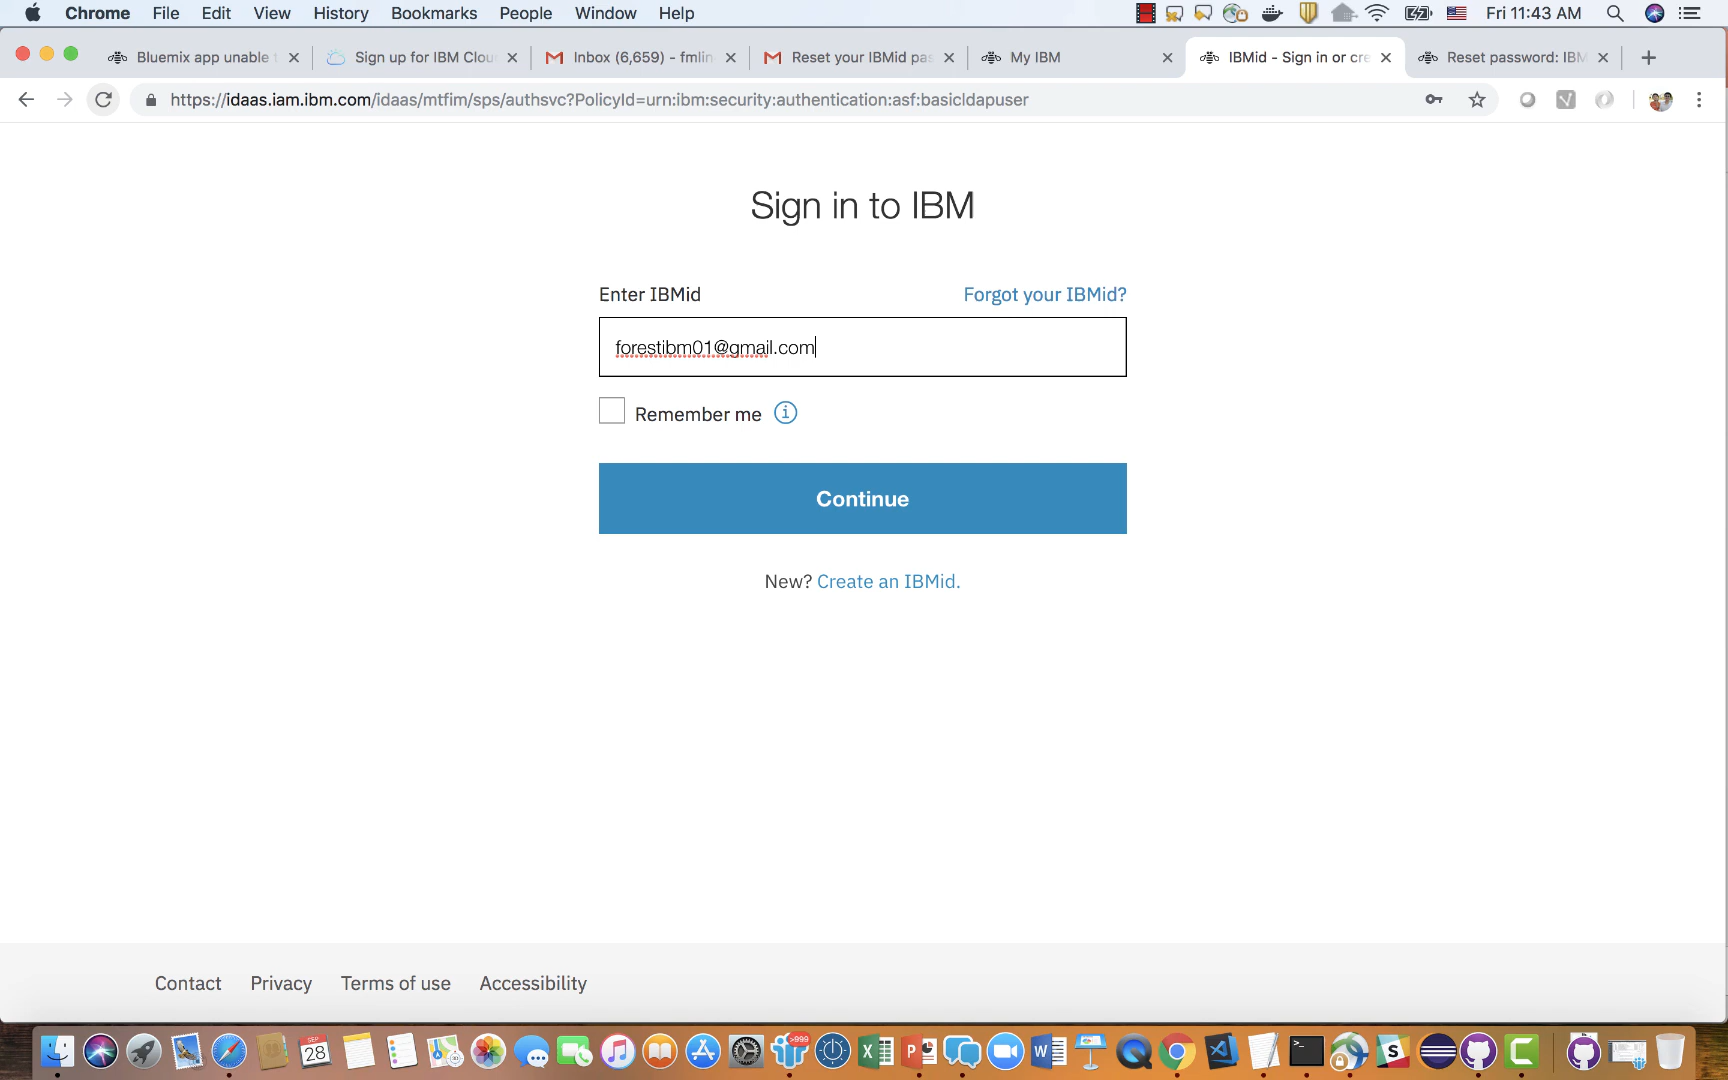 Chrome File Edit View History Bookmarks People Window Help Fri 11:43 AM
Bluemix app unable t Sign up for IBM Clou Inbox (6,659) - fmlin Reset your IBMid pas My IBM IBMid - Sign in or cre Reset password: IBM
https://idaas.iam.ibm.com/idaas/mtfim/sps/authsvc?PolicyId=urn:ibm:security:authentication:asf:basicldapuser
Sign in to IBM
Enter IBMid Forgot your IBMid?
forestibm01@gmail.com
Remember me
Continue
New? Create an IBMid.
Contact Privacy Terms of use Accessibility
SEP
28
>999